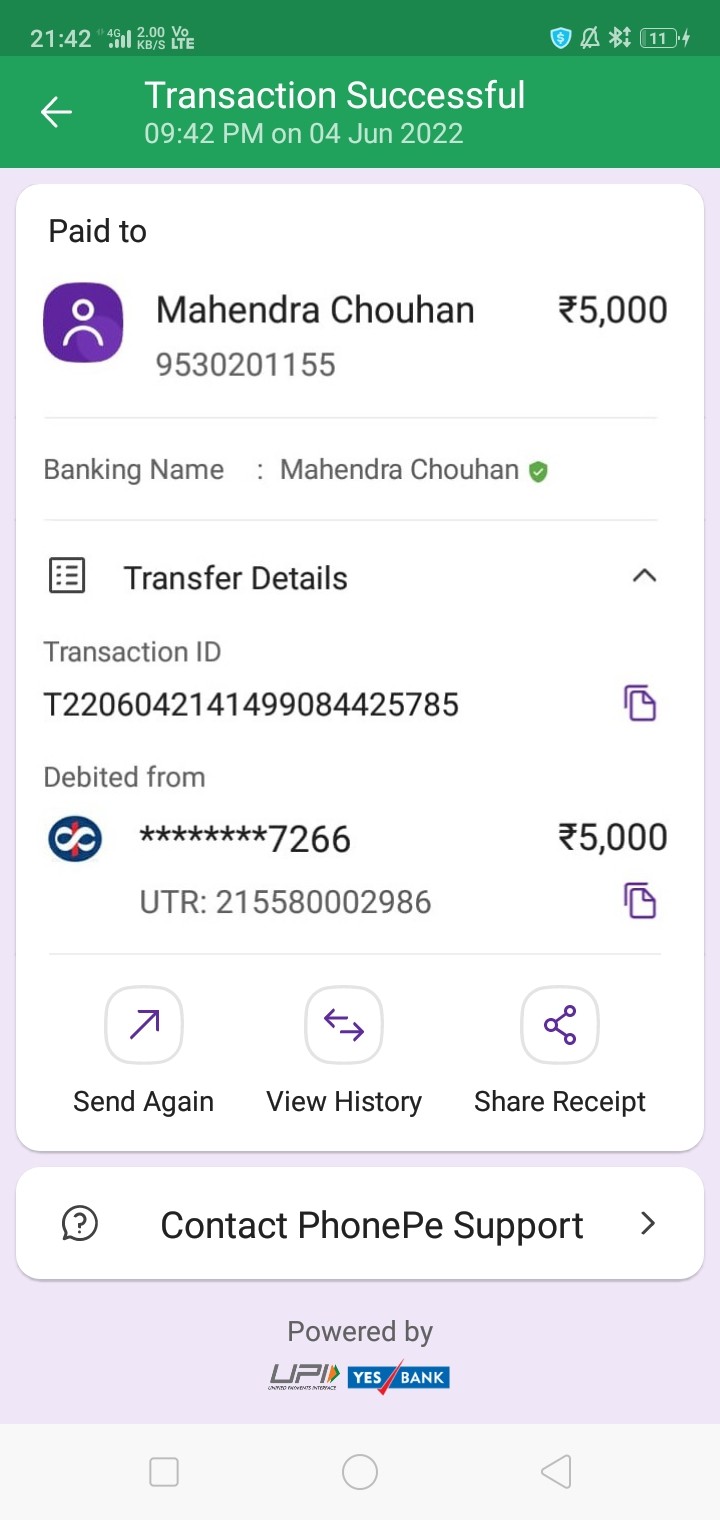 21:42 4G 2.00 KB/S Vo LTE 11
Transaction Successful
09:42 PM on 04 Jun 2022
Paid to
Mahendra Chouhan ₹5,000
9530201155
Banking Name : Mahendra Chouhan
Transfer Details
Transaction ID
T2206042141499084425785
Debited from
********7266 ₹5,000
UTR: 215580002986
Send Again View History Share Receipt
Contact PhonePe Support
Powered by
UPI YES BANK
UNIFIED PAYMENTS INTERFACE